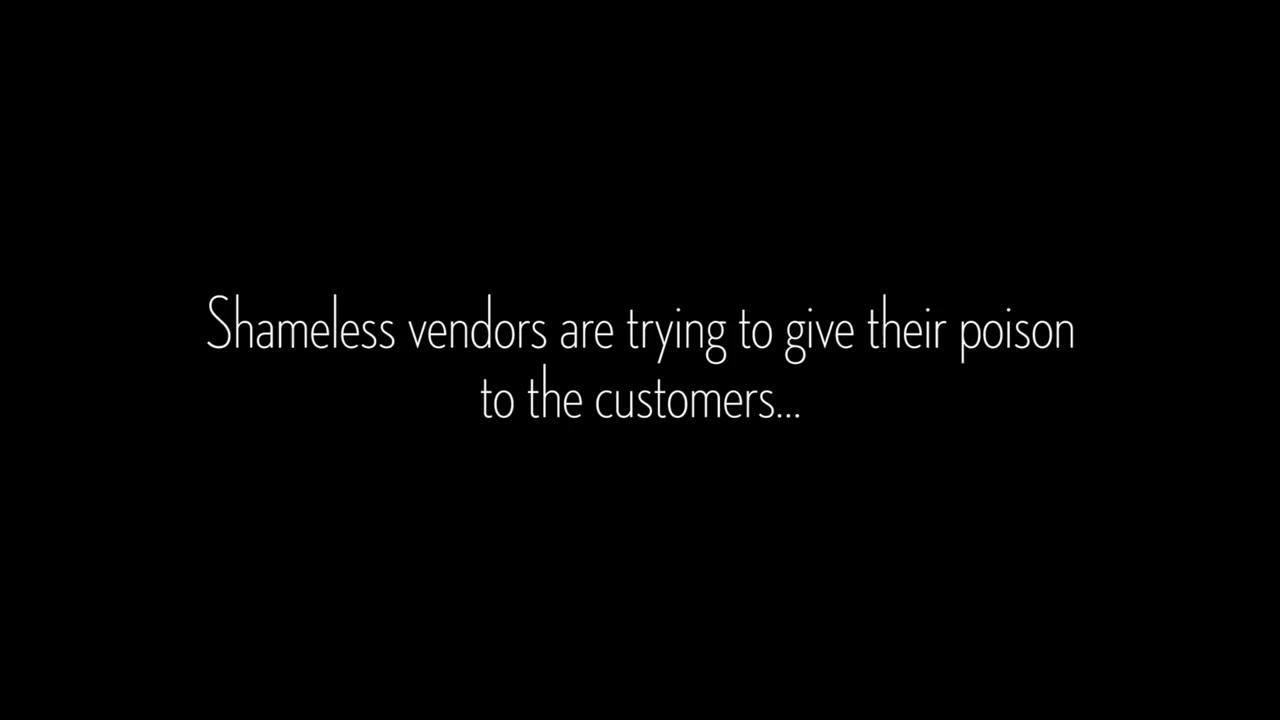 Shameless vendors are trying to give their poison
to the customers...